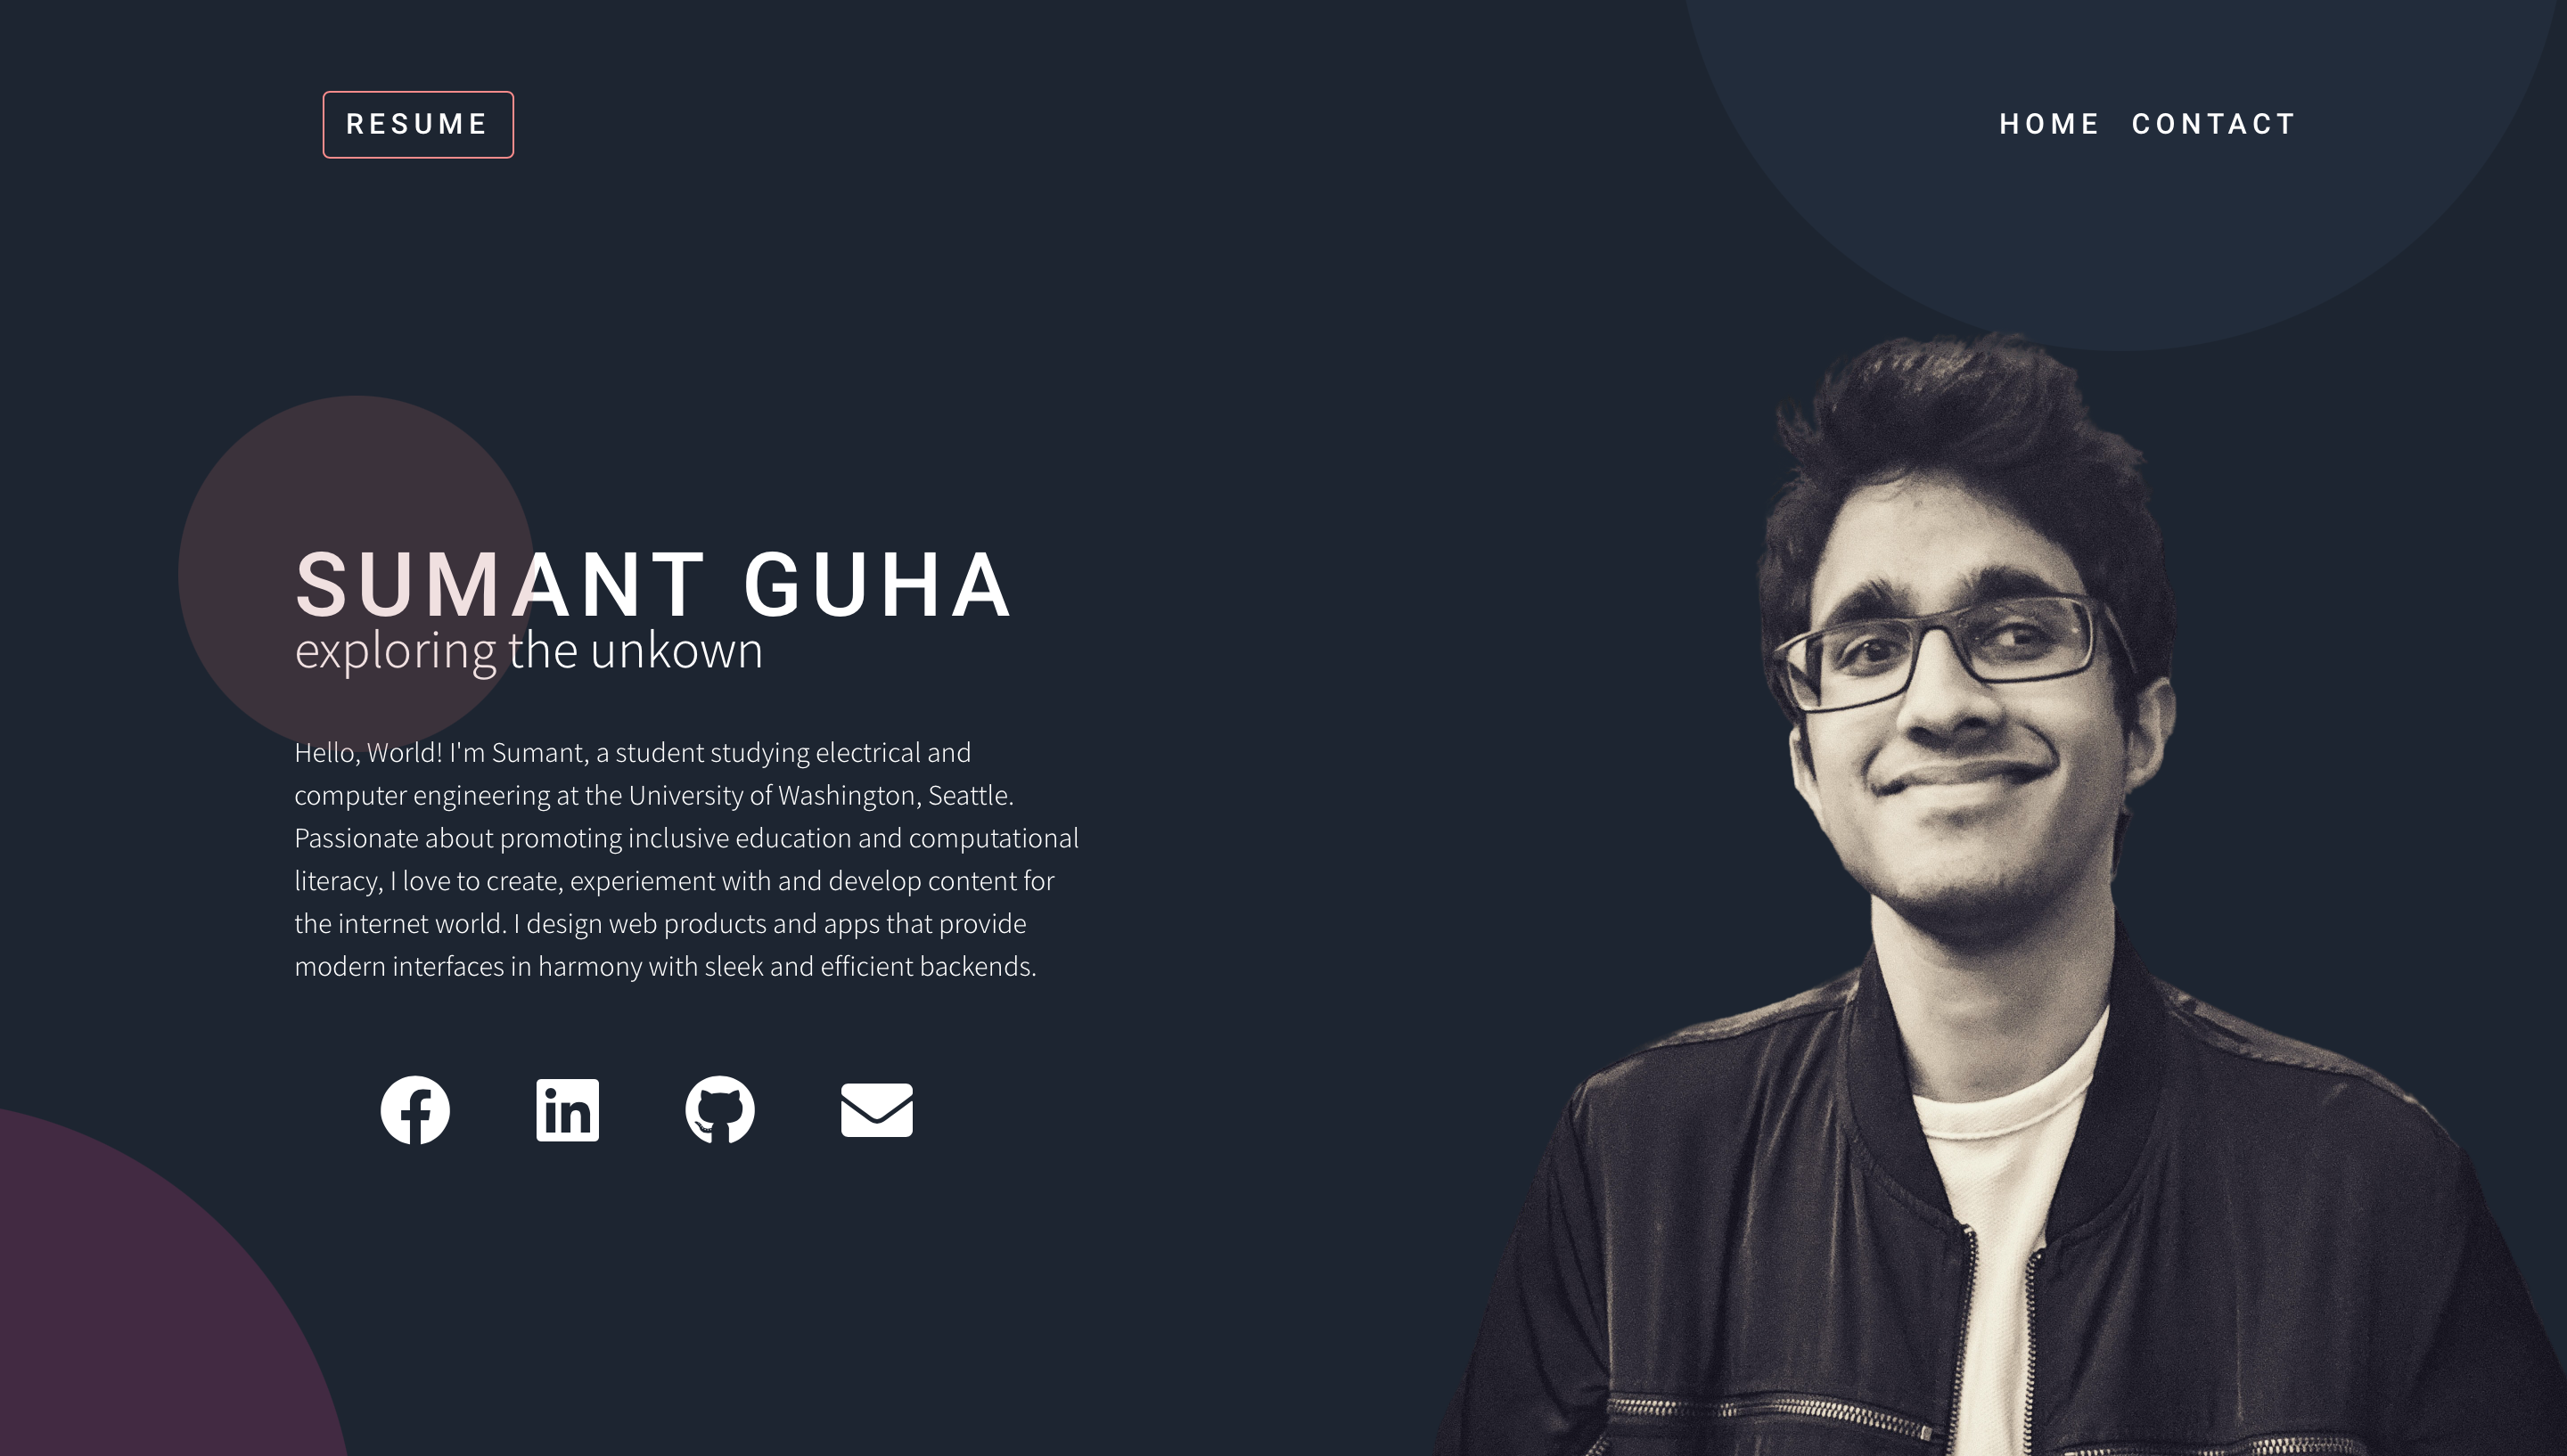 RESUME
HOME CONTACT
SUMANT GUHA
exploring the unkown
Hello, World! I'm Sumant, a student studying electrical and
computer engineering at the University of Washington, Seattle.
Passionate about promoting inclusive education and computational
literacy, I love to create, experiement with and develop content for
the internet world. I design web products and apps that provide
modern interfaces in harmony with sleek and efficient backends.